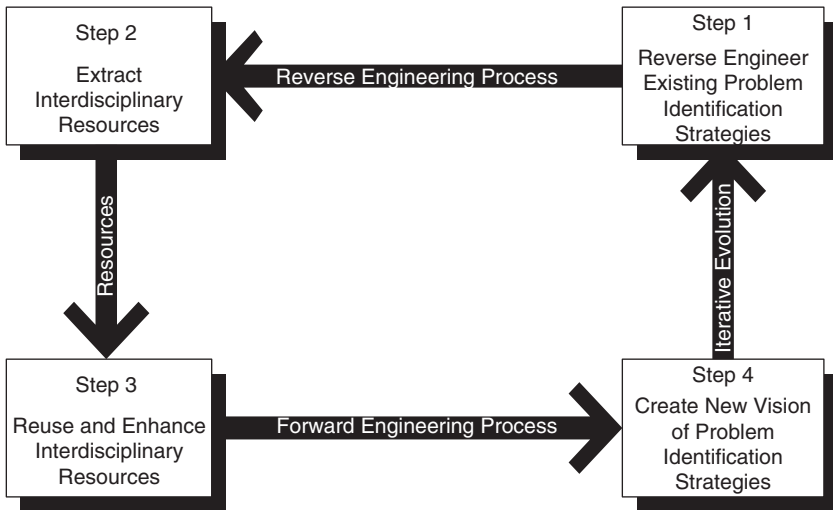 Step 1
Reverse Engineer
Existing Problem
Identification
Strategies
Reverse Engineering Process
Step 2
Extract
Interdisciplinary
Resources
Resources
Step 3
Reuse and Enhance
Interdisciplinary
Resources
Forward Engineering Process
Step 4
Create New Vision
of Problem
Identification
Strategies
Iterative Evolution